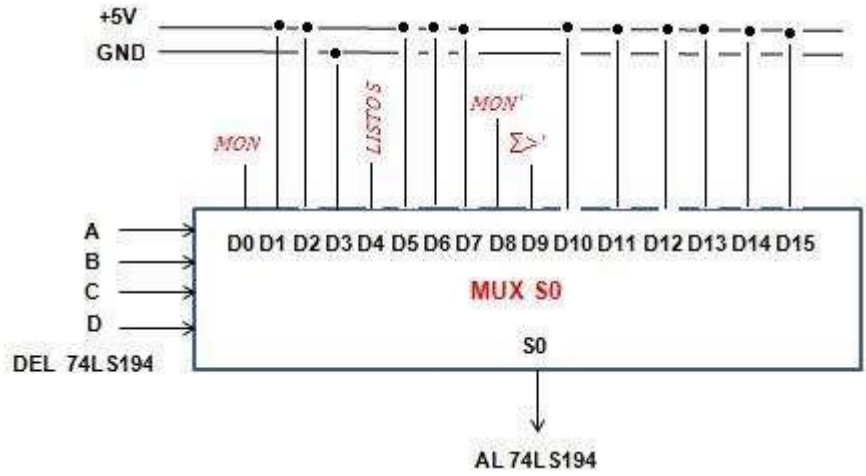 +5V
GND
MON
LISTOS
MON'
Σ>'
A
B
C
D
D0 D1 D2 D3 D4 D5 D6 D7 D8 D9 D10 D11 D12 D13 D14 D15
MUX S0
S0
DEL 74LS194
AL 74LS194